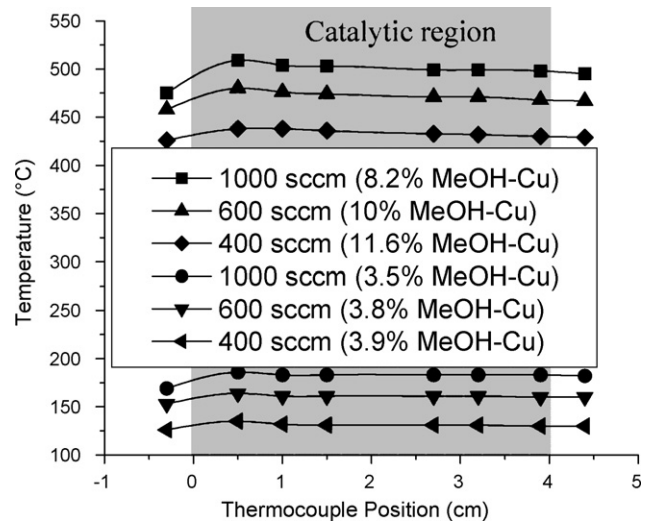 550
500
450
400
350
300
250
200
150
100
Temperature (°C)
Catalytic region
1000 sccm (8.2% MeOH-Cu)
600 sccm (10% MeOH-Cu)
400 sccm (11.6% MeOH-Cu)
1000 sccm (3.5% MeOH-Cu)
600 sccm (3.8% MeOH-Cu)
400 sccm (3.9% MeOH-Cu)
-1 0 1 2 3 4 5
Thermocouple Position (cm)